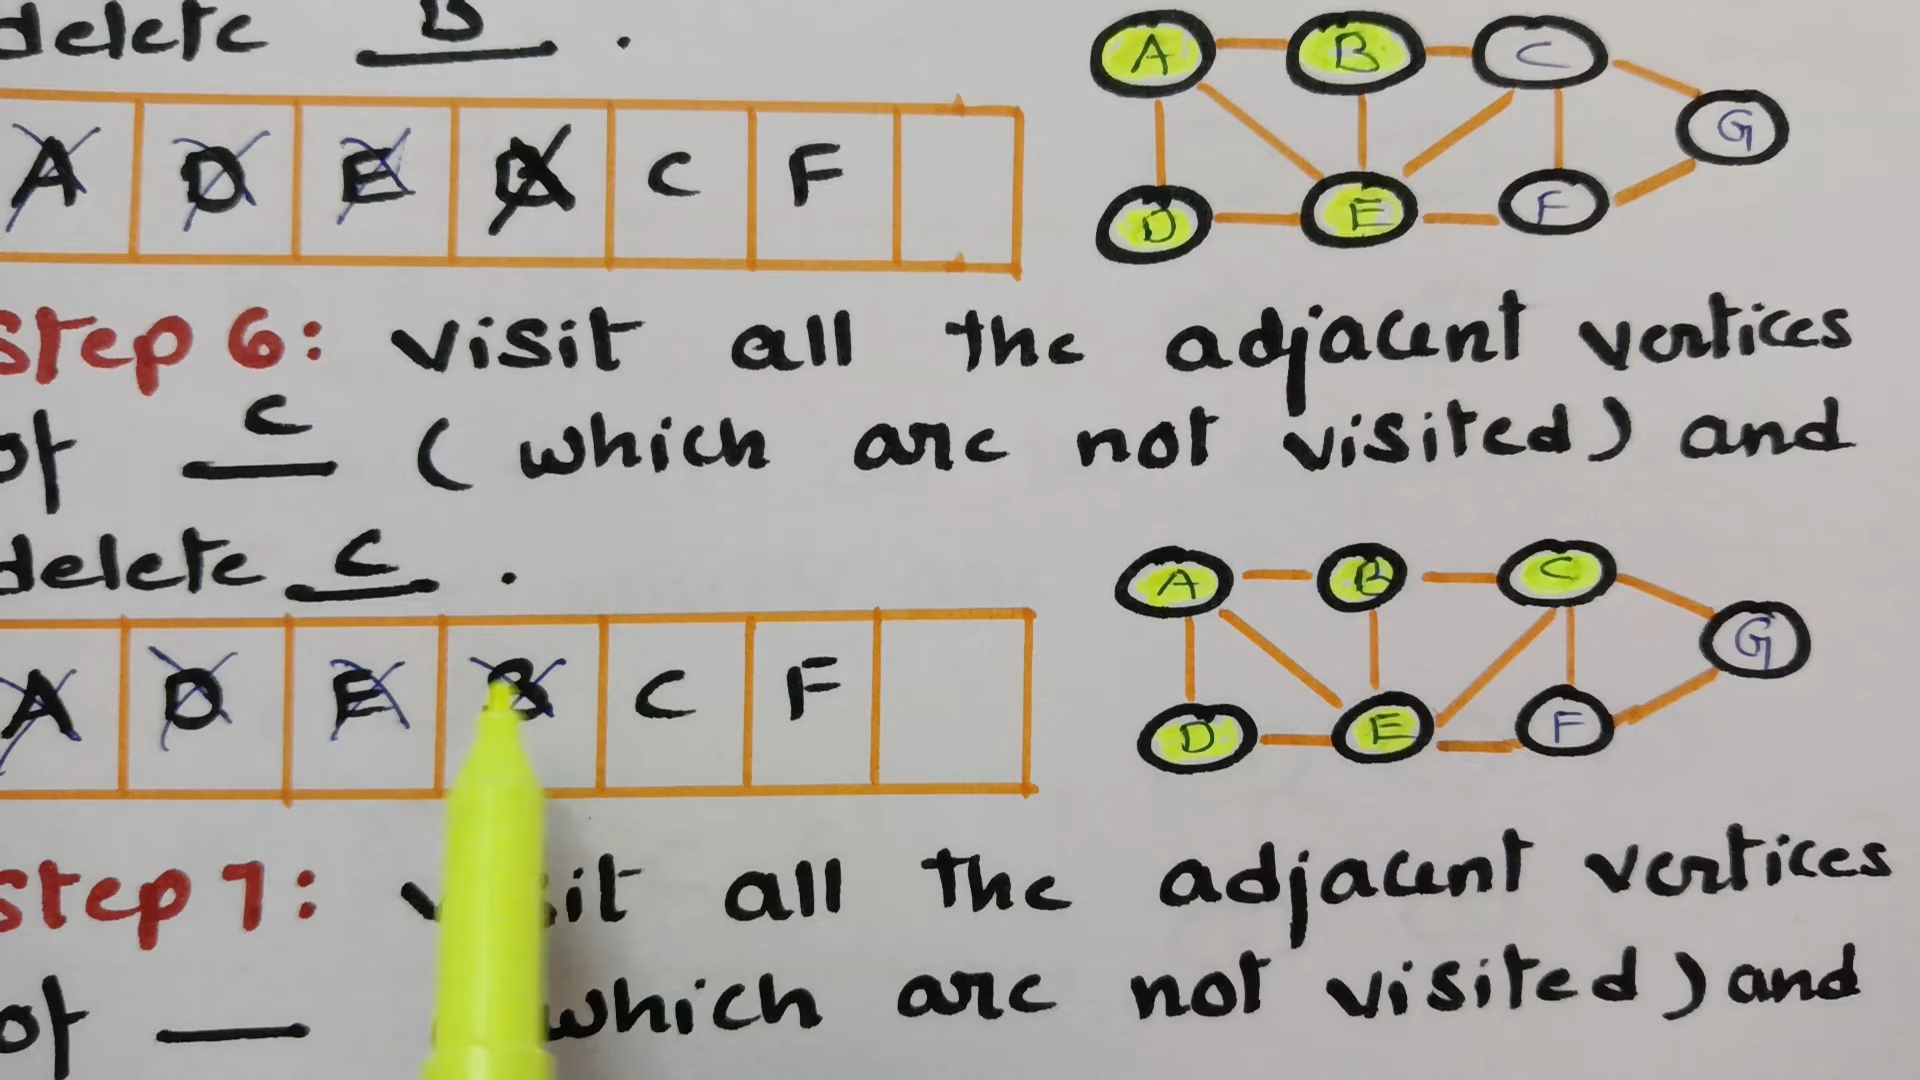 delete B .
A B C
G
A D E B C F
D E F
step 6: visit all the adjacent vertices
of C ( which are not visited) and
delete C .
A B C
G
A D E B C F
D E F
step 7: visit all the adjacent vertices
of which are not visited) and